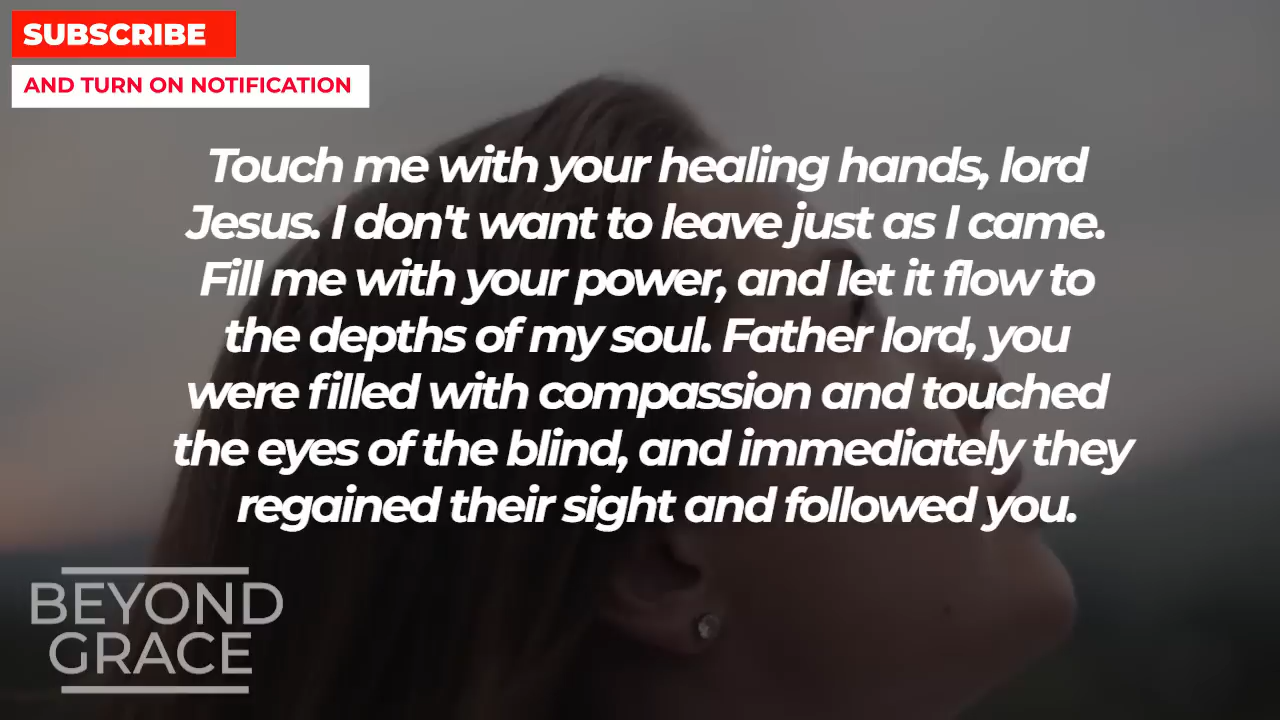 SUBSCRIBE
AND TURN ON NOTIFICATION
Touch me with your healing hands, lord
Jesus. I don't want to leave just as I came.
Fill me with your power, and let it flow to
the depths of my soul. Father lord, you
were filled with compassion and touched
the eyes of the blind, and immediately they
regained their sight and followed you.
BEYOND
GRACE